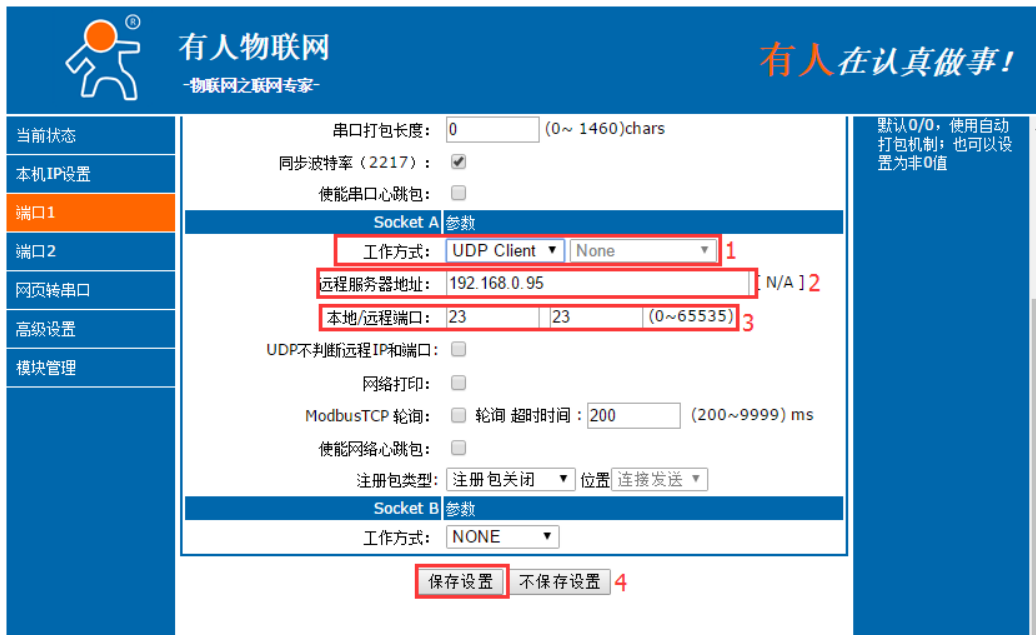 ®
有人物联网
-物联网之联网专家-
有人在认真做事!
当前状态
本机IP设置
端口1
端口2
网页转串口
高级设置
模块管理
串口打包长度: 0 (0~ 1460)chars
同步波特率（2217）: 
使能串口心跳包:
Socket A 参数
工作方式: UDP Client ▼ None ▼ 1
远程服务器地址: 192.168.0.95 [ N/A ] 2
本地/远程端口: 23 23 (0~65535) 3
UDP不判断远程IP和端口:
网络打印:
ModbusTCP 轮询: 轮询 超时时间：200 (200~9999) ms
使能网络心跳包:
注册包类型: 注册包关闭 ▼ 位置 连接发送 ▼
Socket B 参数
工作方式: NONE ▼
保存设置 不保存设置 4
默认0/0，使用自动
打包机制；也可以设
置为非0值